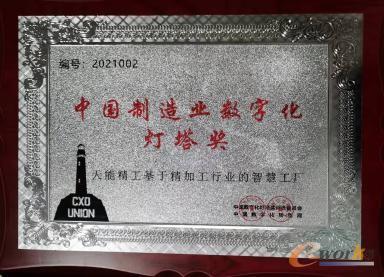 编号：2021002
中国制造业数字化
灯塔奖
天能精工基于精加工行业的智慧工厂
CXO
UNION
e-work